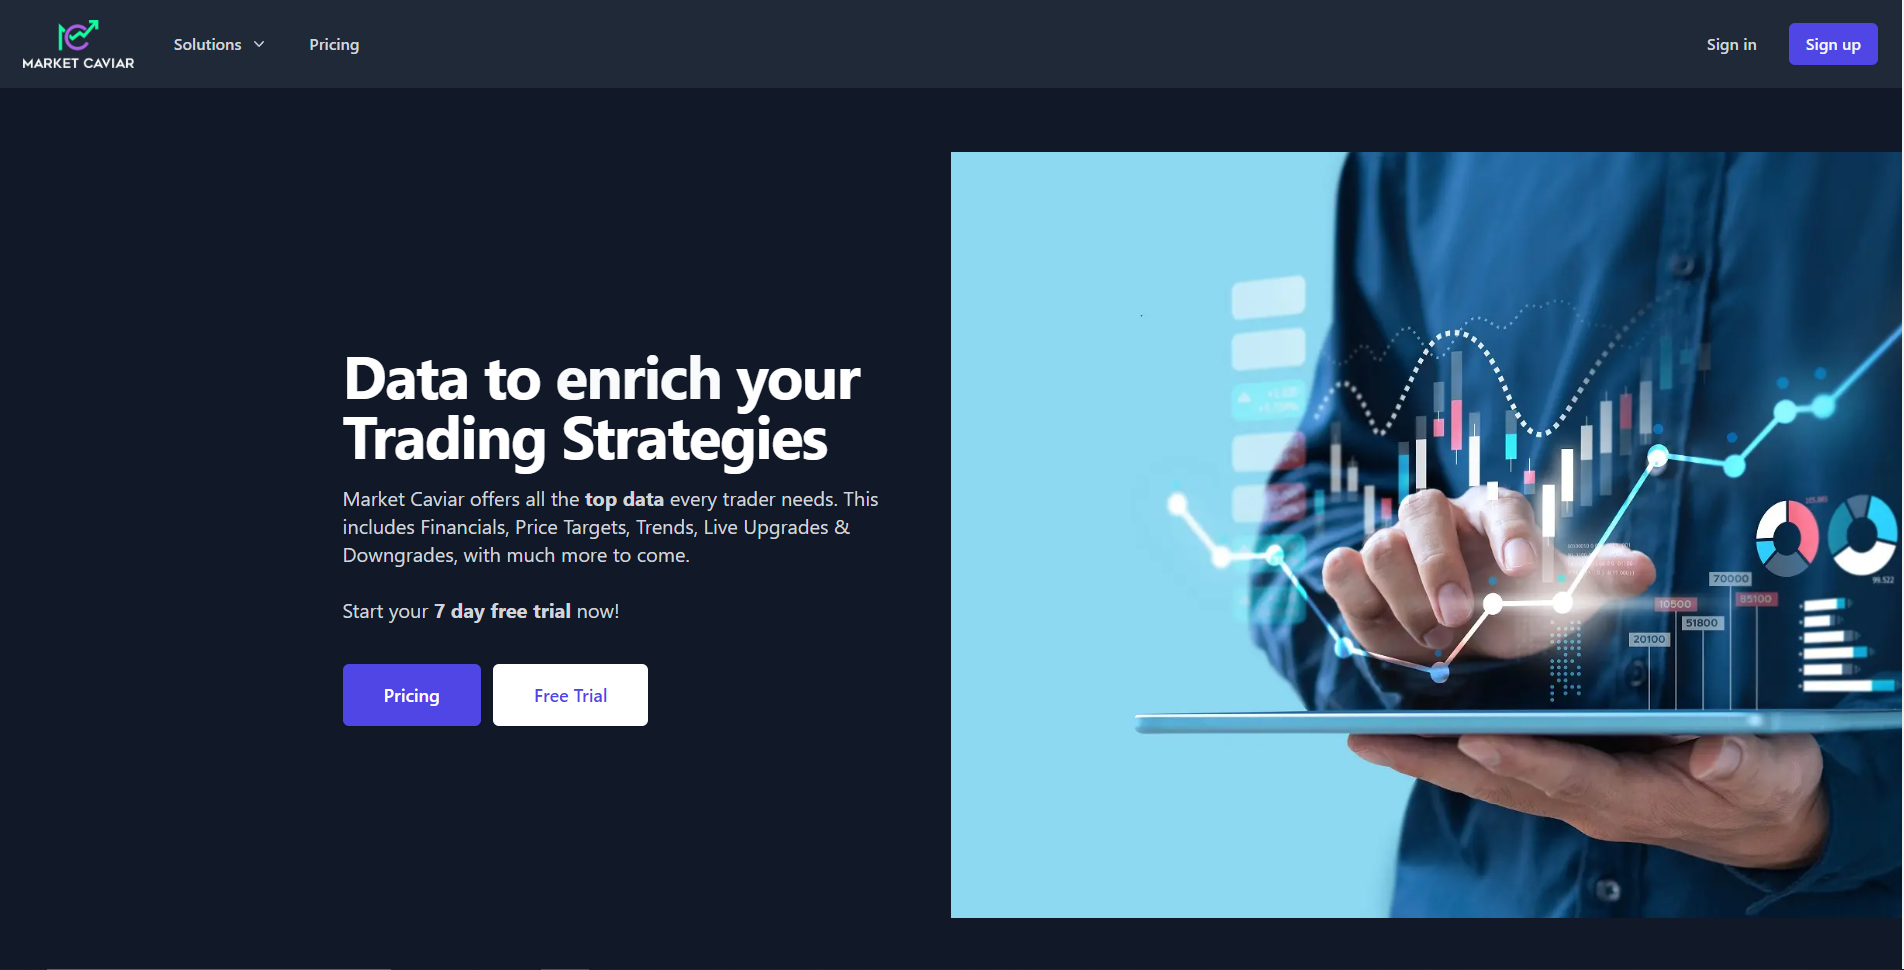 MARKET CAVIAR
Solutions
Pricing
Sign in
Sign up
Data to enrich your
Trading Strategies
Market Caviar offers all the top data every trader needs. This
includes Financials, Price Targets, Trends, Live Upgrades &
Downgrades, with much more to come.
Start your 7 day free trial now!
Pricing
Free Trial
70000
10500
85100
51800
20100
99.522